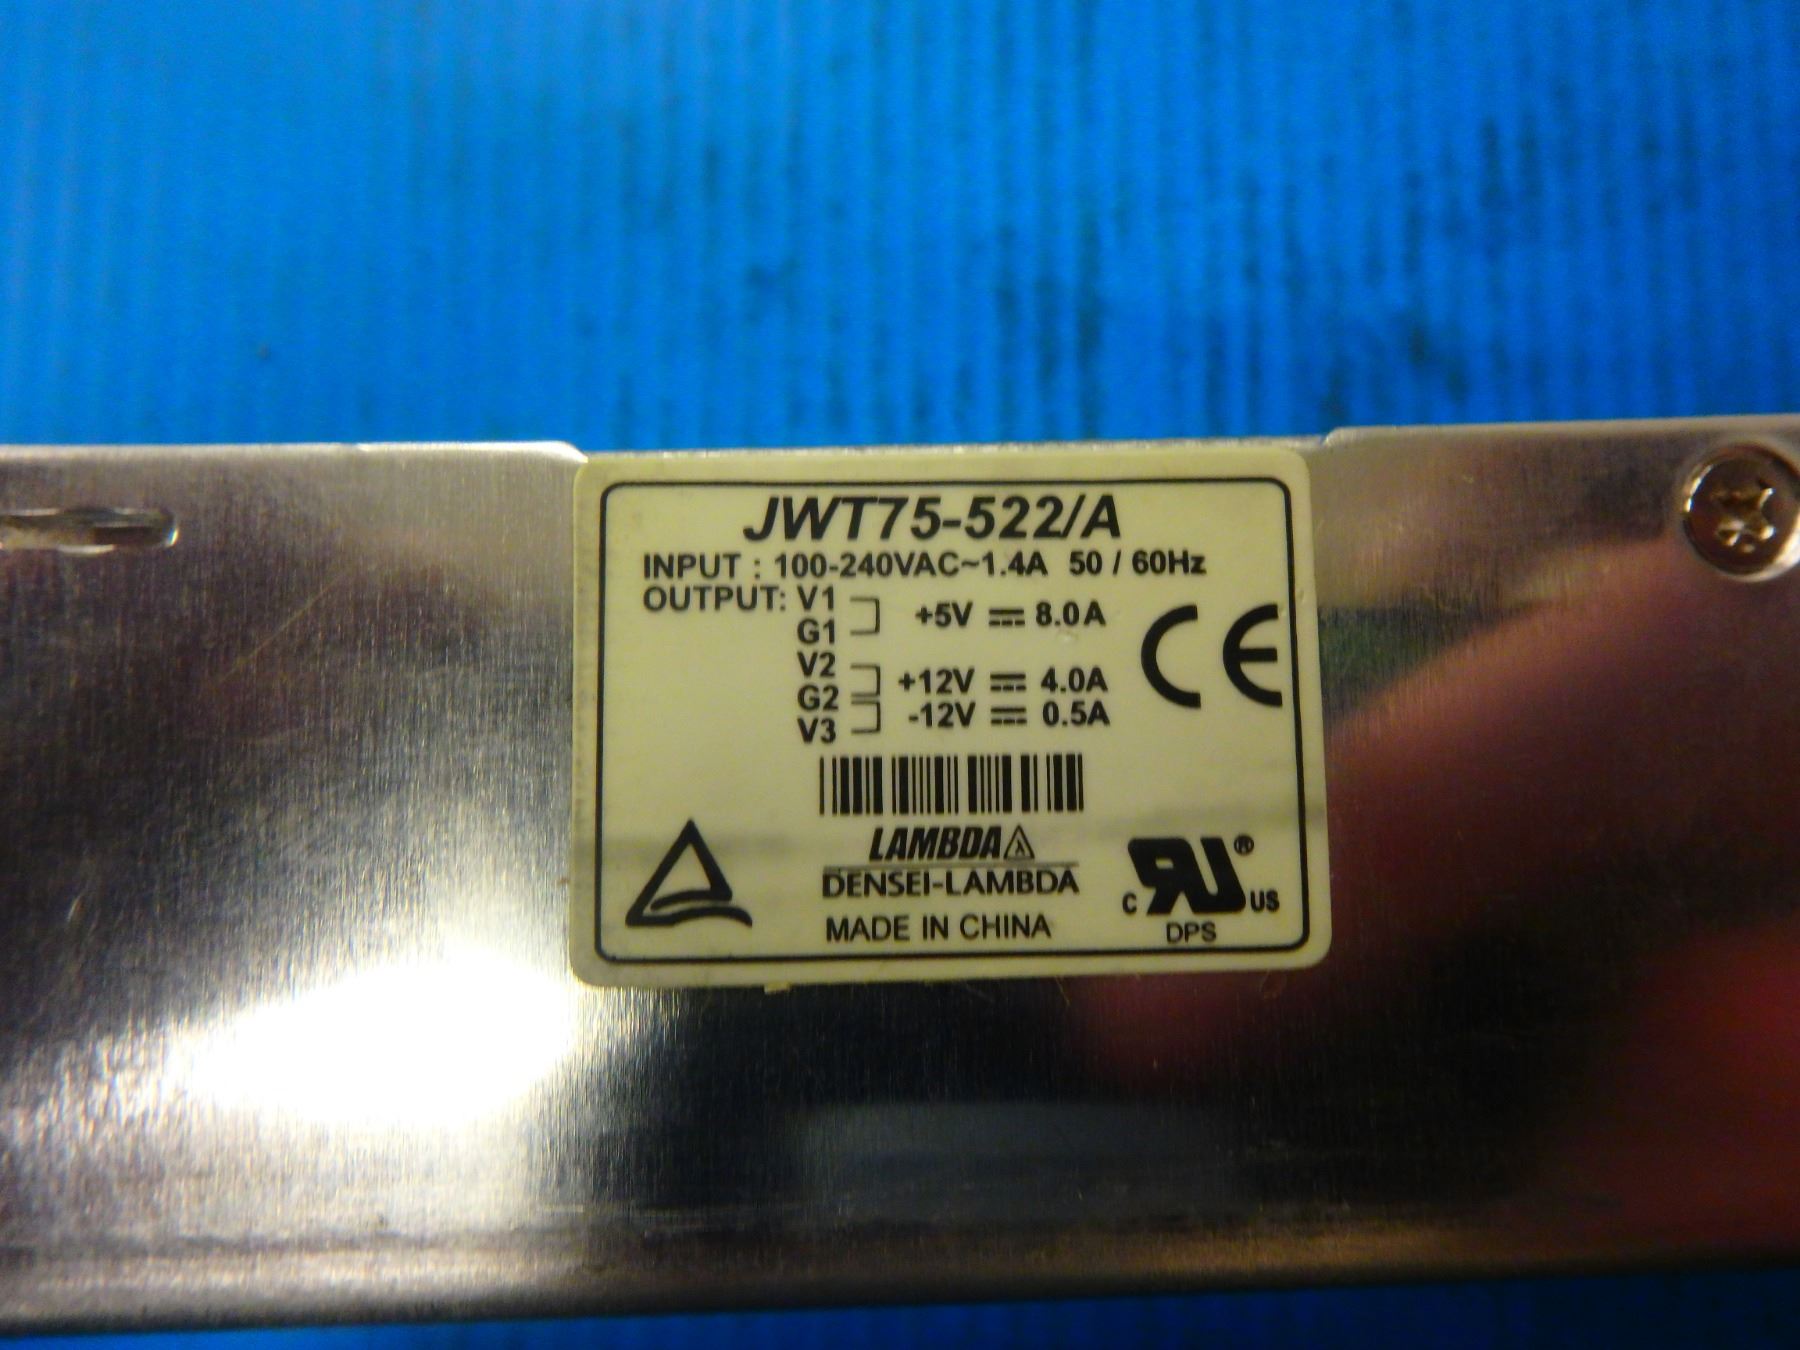 JWT75-522/A
INPUT : 100-240VAC~1.4A 50 / 60Hz
OUTPUT: V1
G1
+5V ⎓ 8.0A
V2
G2
+12V ⎓ 4.0A
V3
-12V ⎓ 0.5A
CE
LAMBDA λ
DENSEI-LAMBDA
MADE IN CHINA
C RU® US
DPS